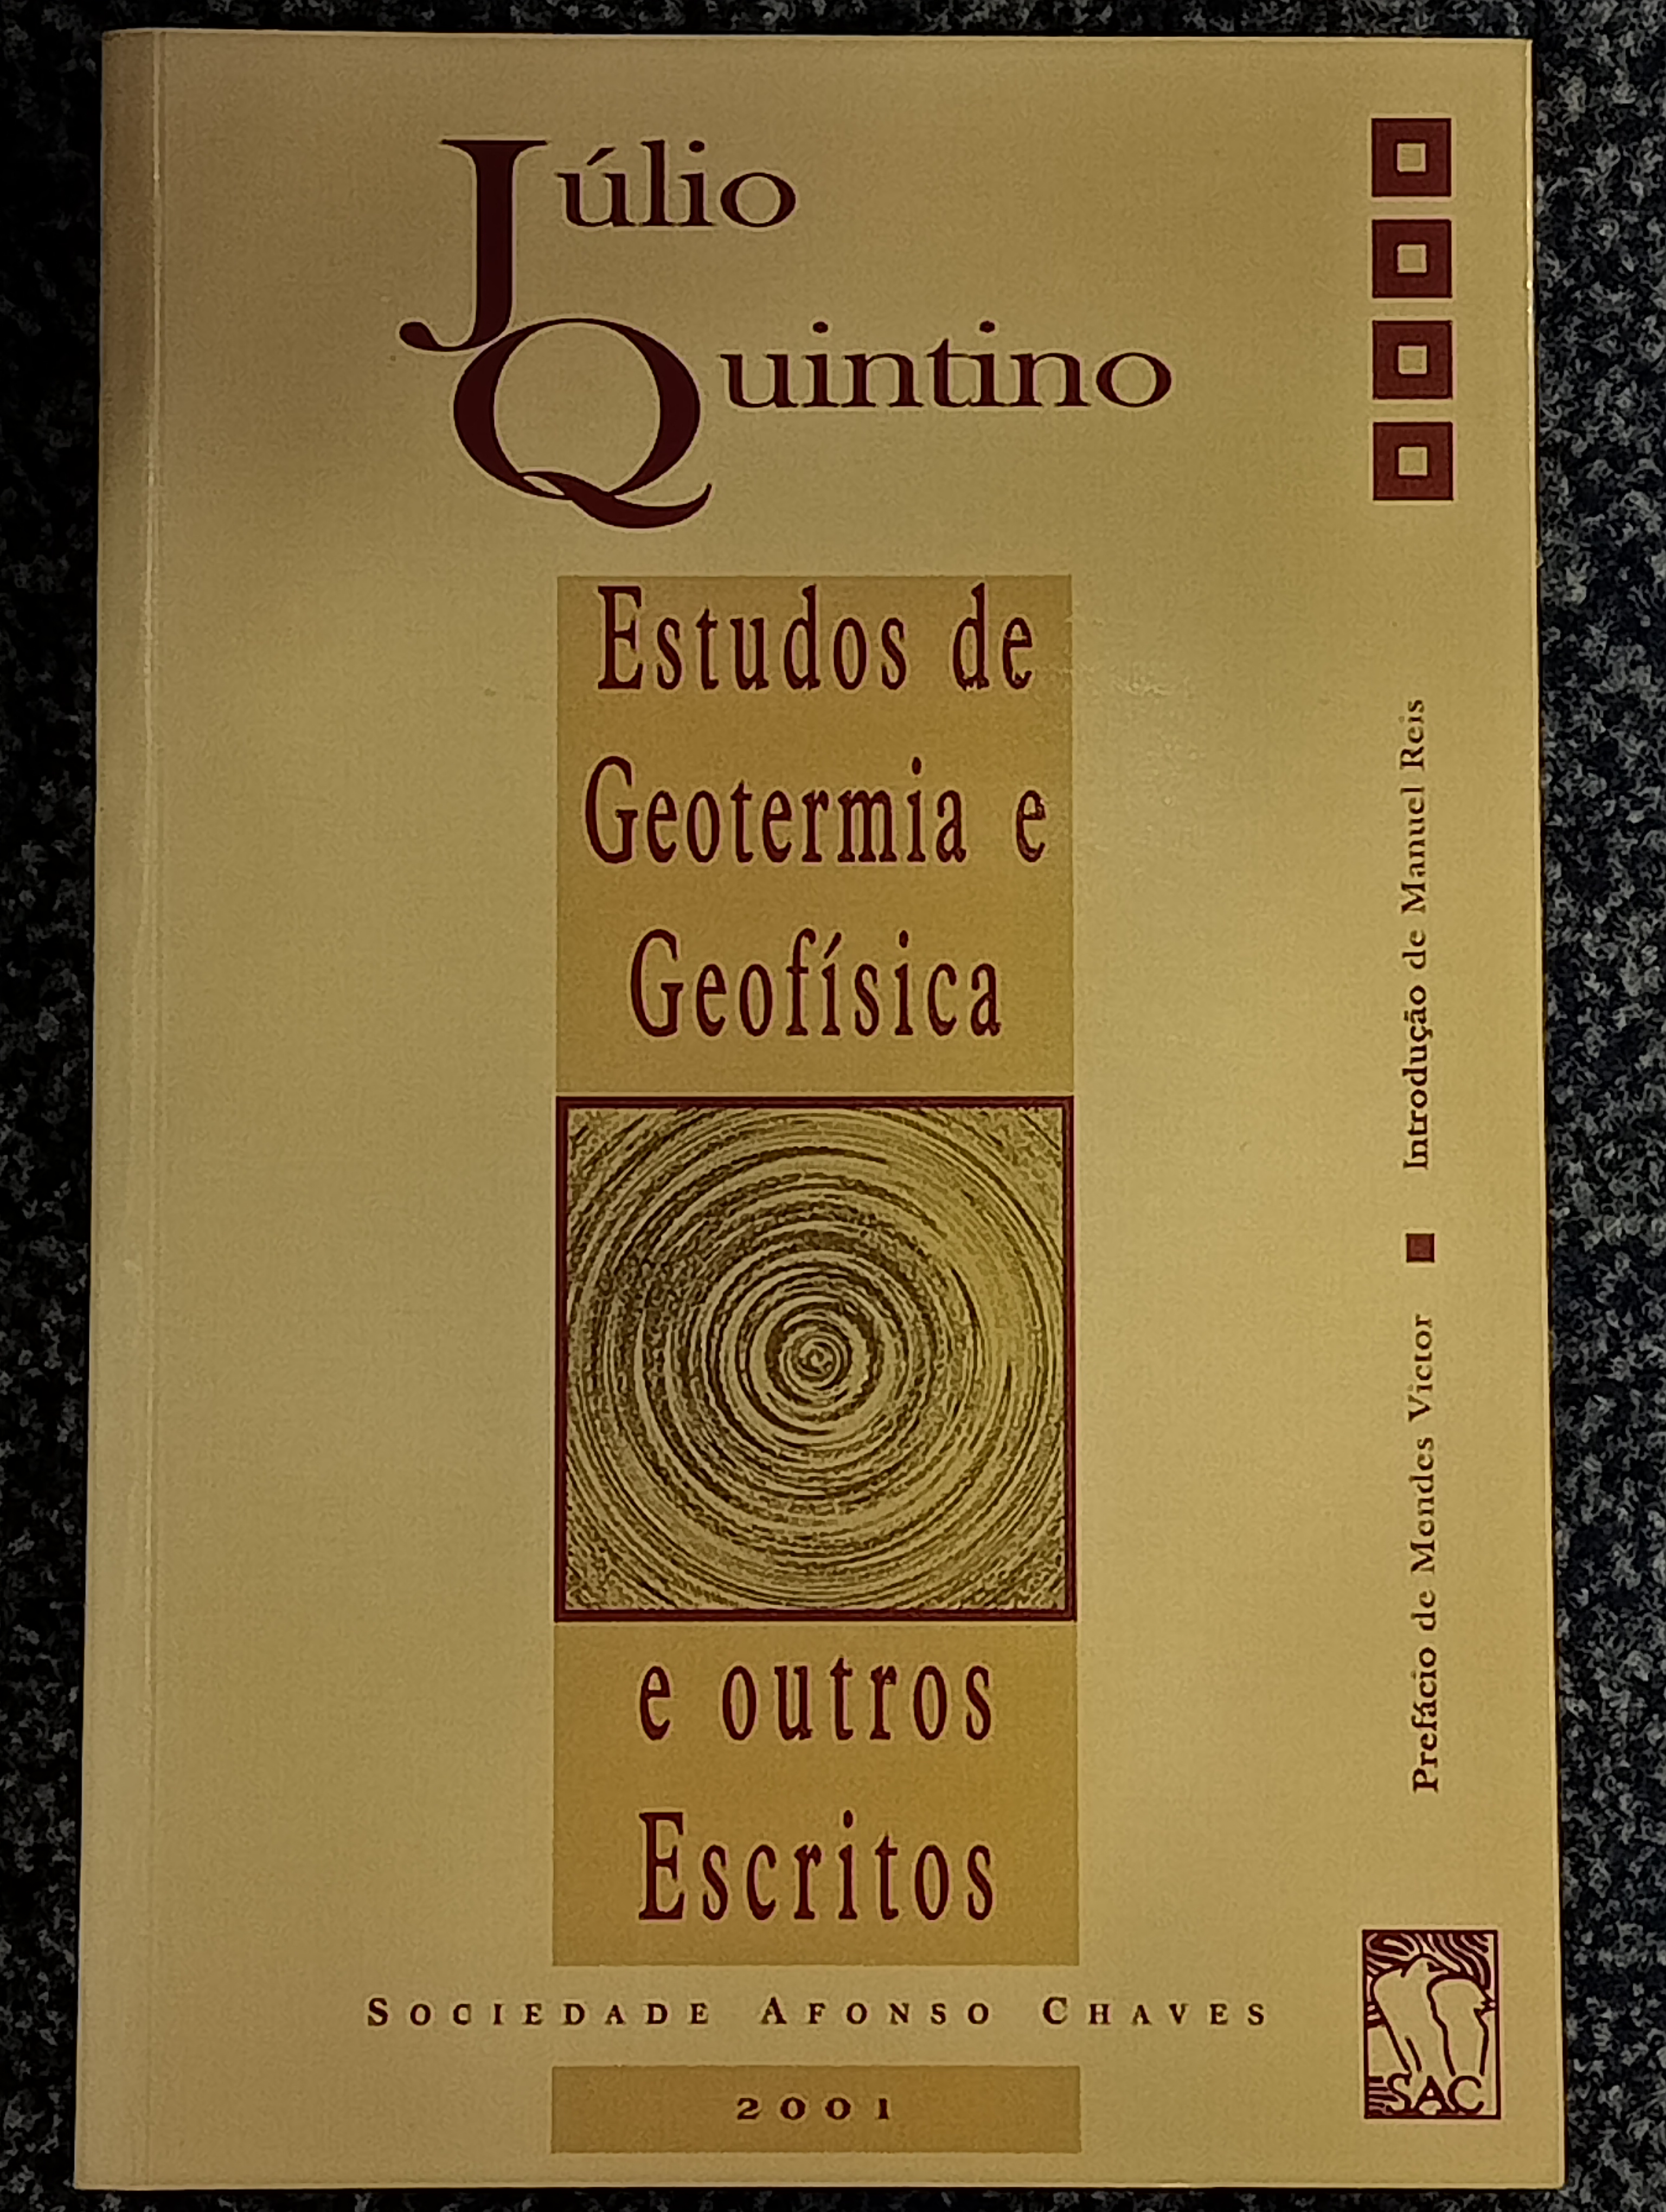 Júlio
Quintino
Estudos de
Geotermia e
Geofísica
e outros
Escritos
SOCIEDADE AFONSO CHAVES
2001
Prefácio de Mendes Victor ■ Introdução de Manuel Reis
SAC